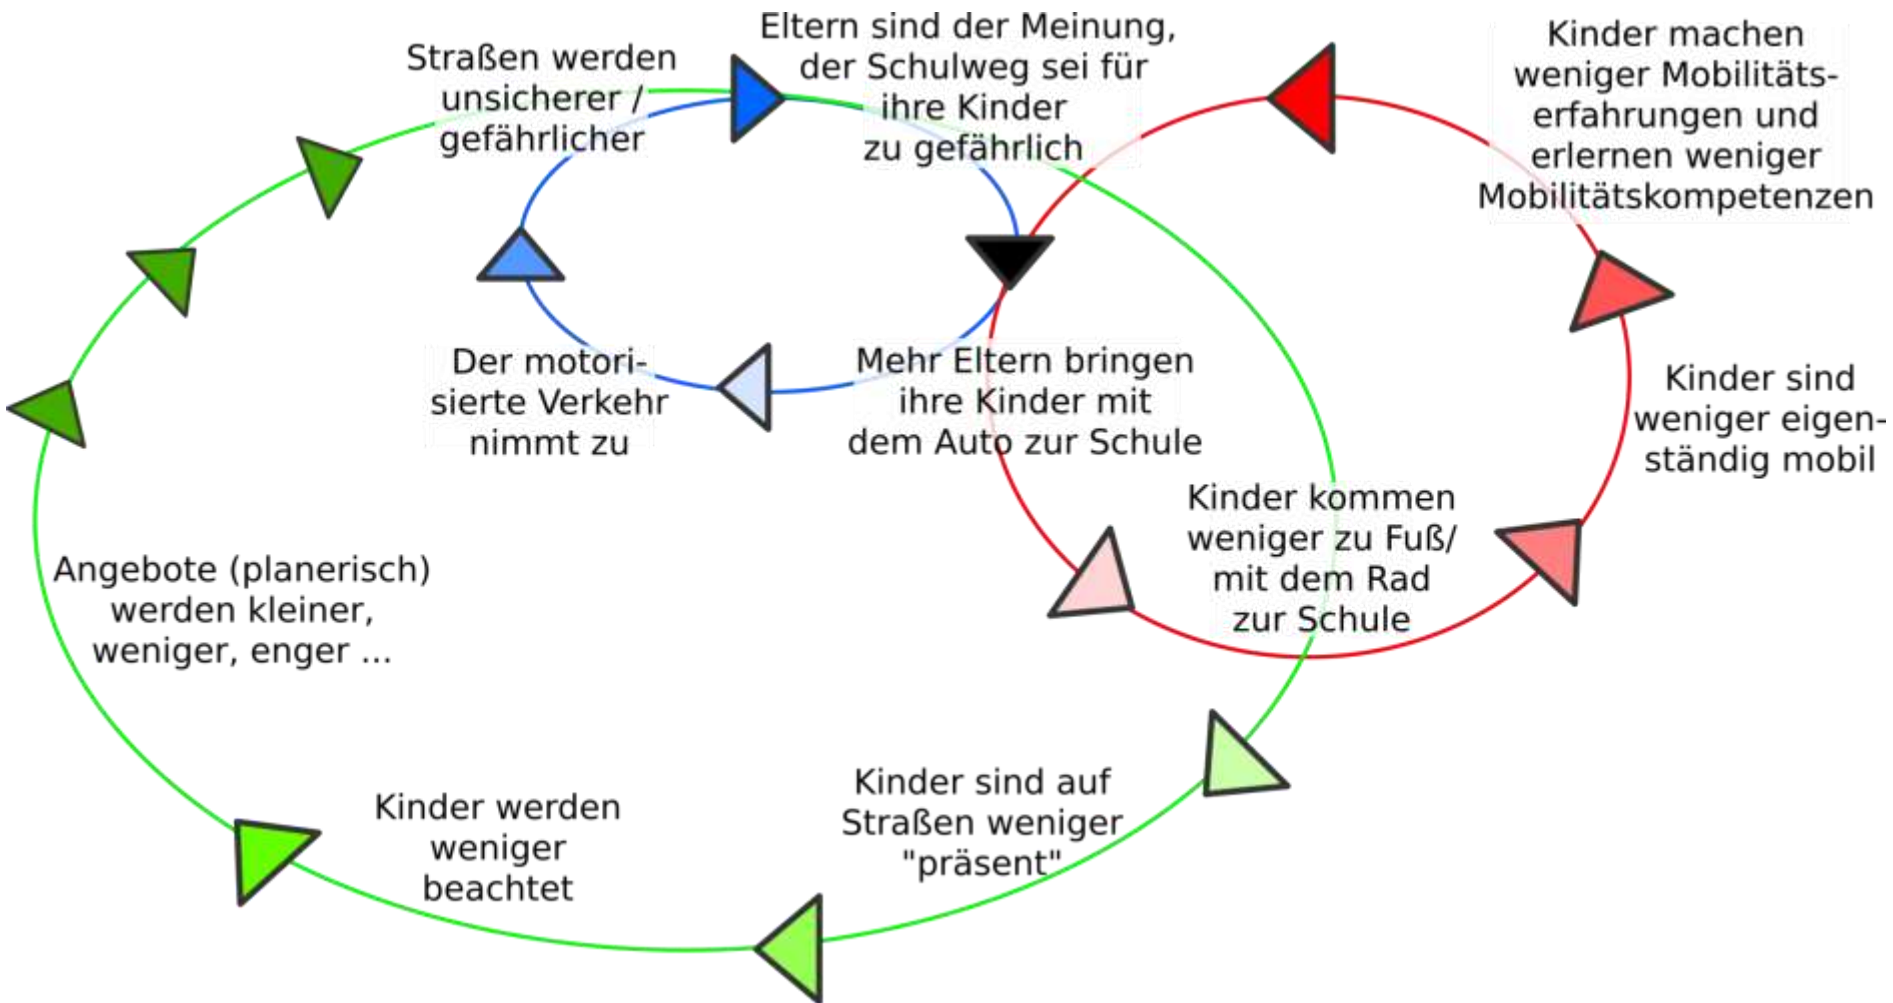 Straßen werden
unsicherer /
gefährlicher
Eltern sind der Meinung,
der Schulweg sei für
ihre Kinder
zu gefährlich
Kinder machen
weniger Mobilitäts-
erfahrungen und
erlernen weniger
Mobilitätskompetenzen
Der motori-
sierte Verkehr
nimmt zu
Mehr Eltern bringen
ihre Kinder mit
dem Auto zur Schule
Kinder sind
weniger eigen-
ständig mobil
Kinder kommen
weniger zu Fuß/
mit dem Rad
zur Schule
Angebote (planerisch)
werden kleiner,
weniger, enger ...
Kinder werden
weniger
beachtet
Kinder sind auf
Straßen weniger
"präsent"